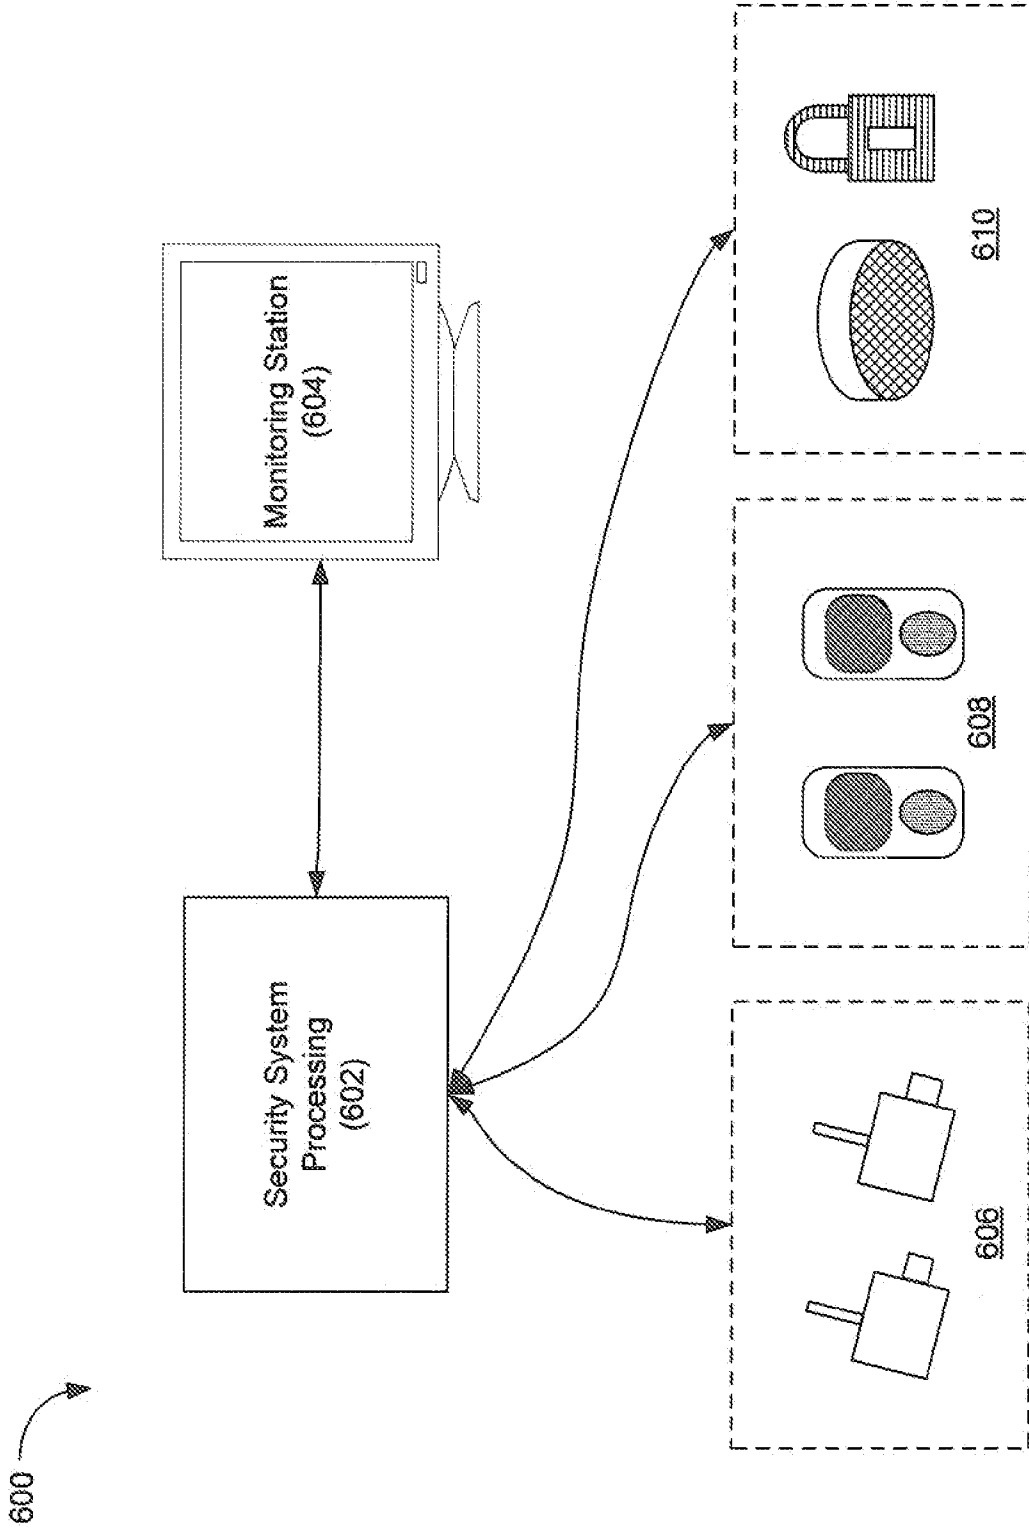 600
Security System
Processing
(602)
Monitoring Station
(604)
606
608
610